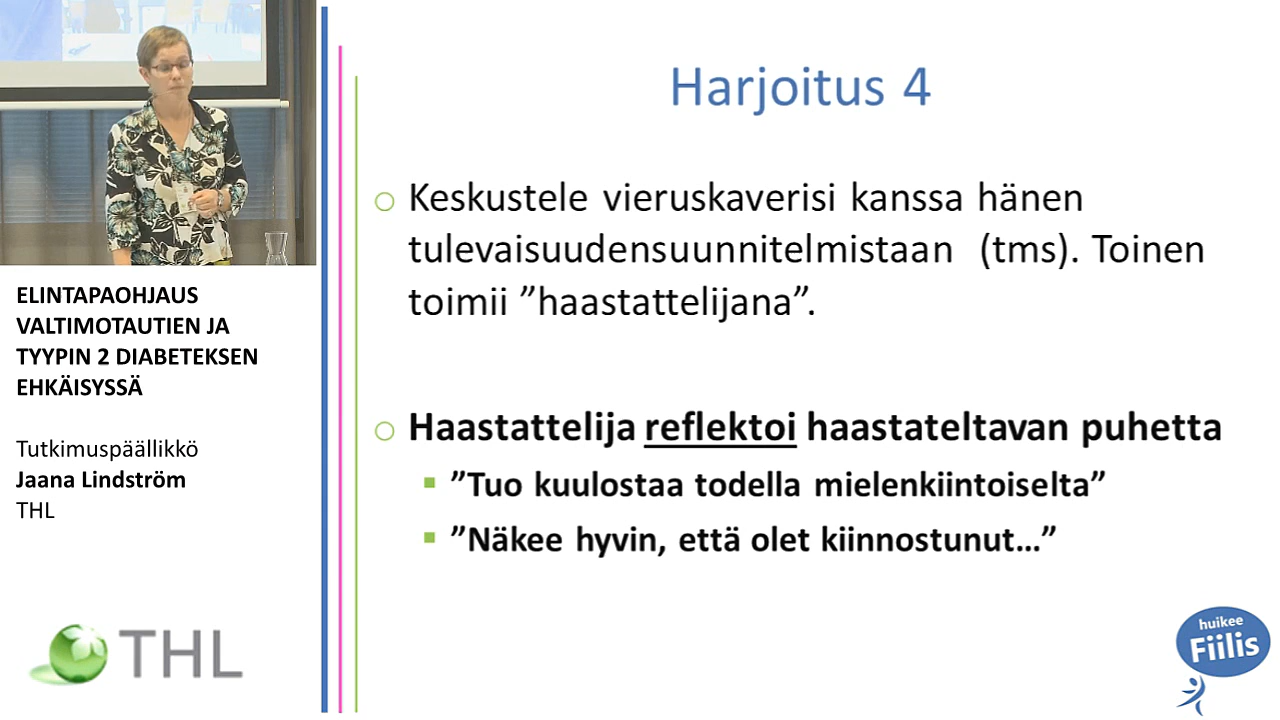 ELINTAPAOHJAUS
VALTIMOTAUTIEN JA
TYYPIN 2 DIABETEKSEN
EHKÄISYSSÄ
Tutkimuspäällikkö
Jaana Lindström
THL
THL
Harjoitus 4
Keskustele vieruskaverisi kanssa hänen
tulevaisuudensuunnitelmistaan (tms). Toinen
toimii ”haastattelijana”.
Haastattelija reflektoi haastateltavan puhetta
”Tuo kuulostaa todella mielenkiintoiselta”
”Näkee hyvin, että olet kiinnostunut…”
huikee
Fiilis